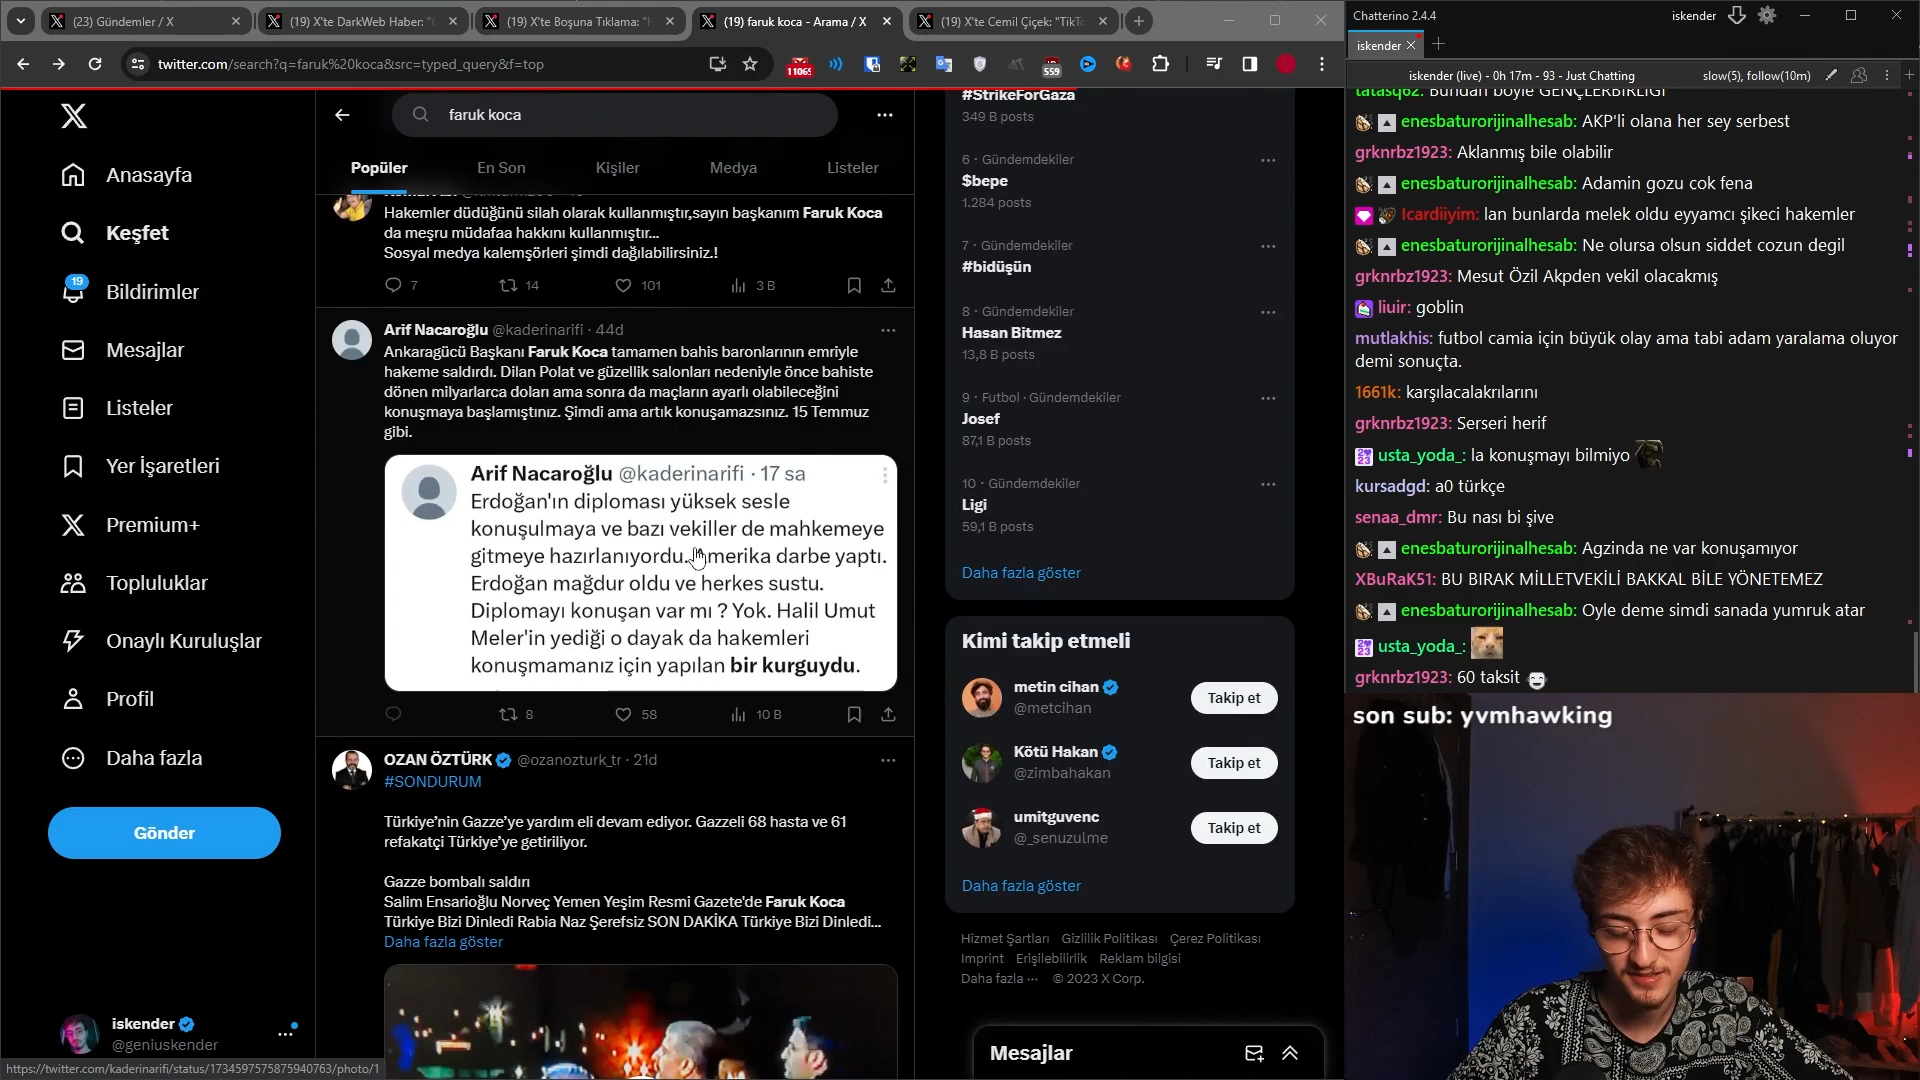 (23) Gündemler / X
(19) X'te DarkWeb Haber: "
(19) X'te Boşuna Tıklama: "
(19) faruk koca - Arama / X
(19) X'te Cemil Çiçek: "TikTo
twitter.com/search?q=faruk%20koca&src=typed_query&f=top
11065
559
Anasayfa
Keşfet
19
Bildirimler
Mesajlar
Listeler
Yer İşaretleri
Premium+
Topluluklar
Onaylı Kuruluşlar
Profil
Daha fazla
Gönder
iskender
@geniuskender
https://twitter.com/kaderinarifi/status/1734597575875940763/photo/1
faruk koca
Popüler
En Son
Kişiler
Medya
Listeler
Hakemler düdüğünü silah olarak kullanmıştır,sayın başkanım Faruk Koca
da meşru müdafaa hakkını kullanmıştır...
Sosyal medya kalemşörleri şimdi dağılabilirsiniz.!
7
14
101
3 B
Arif Nacaroğlu @kaderinarifi · 44d
Ankaragücü Başkanı Faruk Koca tamamen bahis baronlarının emriyle
hakeme saldırdı. Dilan Polat ve güzellik salonları nedeniyle önce bahiste
dönen milyarlarca doları ama sonra da maçların ayarlı olabileceğini
konuşmaya başlamıştınız. Şimdi ama artık konuşamazsınız. 15 Temmuz
gibi.
Arif Nacaroğlu @kaderinarifi · 17 sa
Erdoğan'ın diploması yüksek sesle
konuşulmaya ve bazı vekiller de mahkemeye
gitmeye hazırlanıyordu. merika darbe yaptı.
Erdoğan mağdur oldu ve herkes sustu.
Diplomayı konuşan var mı ? Yok. Halil Umut
Meler'in yediği o dayak da hakemleri
konuşmamanız için yapılan bir kurguydu.
8
58
10 B
OZAN ÖZTÜRK @ozanozturk_tr · 21d
#SONDURUM
Türkiye'nin Gazze'ye yardım eli devam ediyor. Gazzeli 68 hasta ve 61
refakatçi Türkiye'ye getiriliyor.
Gazze bombalı saldırı
Salim Ensarioğlu Norveç Yemen Yeşim Resmi Gazete'de Faruk Koca
Türkiye Bizi Dinledi Rabia Naz Şerefsiz SON DAKİKA Türkiye Bizi Dinledi...
Daha fazla göster
#StrikeForGaza
349 B posts
6 · Gündemdekiler
$bepe
1.284 posts
7 · Gündemdekiler
#bidüşün
8 · Gündemdekiler
Hasan Bitmez
13,8 B posts
9 · Futbol · Gündemdekiler
Josef
87,1 B posts
10 · Gündemdekiler
Ligi
59,1 B posts
Daha fazla göster
Kimi takip etmeli
metin cihan
@metcihan
Takip et
Kötü Hakan
@zimbahakan
Takip et
umitguvenc
@_senuzulme
Takip et
Daha fazla göster
Hizmet Şartları Gizlilik Politikası Çerez Politikası
Imprint Erişilebilirlik Reklam bilgisi
Daha fazla ··· © 2023 X Corp.
Mesajlar
Chatterino 2.4.4
iskender
iskender
iskender (live) - 0h 17m - 93 - Just Chatting
slow(5), follow(10m)
tatasq62: Bundan böyle GENÇLERBİRLİĞİ
enesbaturorijinalhesab: AKP'li olana her sey serbest
grknrbz1923: Aklanmış bile olabilir
enesbaturorijinalhesab: Adamin gozu cok fena
Icardiiyim: lan bunlarda melek oldu eyyamcı şikeci hakemler
enesbaturorijinalhesab: Ne olursa olsun siddet cozun degil
grknrbz1923: Mesut Özil Akpden vekil olacakmış
liuir: goblin
mutlakhis: futbol camia için büyük olay ama tabi adam yaralama oluyor
demi sonuçta.
1661k: karşılacalakrılarını
grknrbz1923: Serseri herif
usta_yoda_: la konuşmayı bilmiyo
kursadgd: a0 türkçe
senaa_dmr: Bu nası bi şive
enesbaturorijinalhesab: Agzinda ne var konuşamıyor
XBuRaK51: BU BIRAK MİLLETVEKİLİ BAKKAL BİLE YÖNETEMEZ
enesbaturorijinalhesab: Oyle deme simdi sanada yumruk atar
usta_yoda_:
grknrbz1923: 60 taksit
son sub: yvmhawking